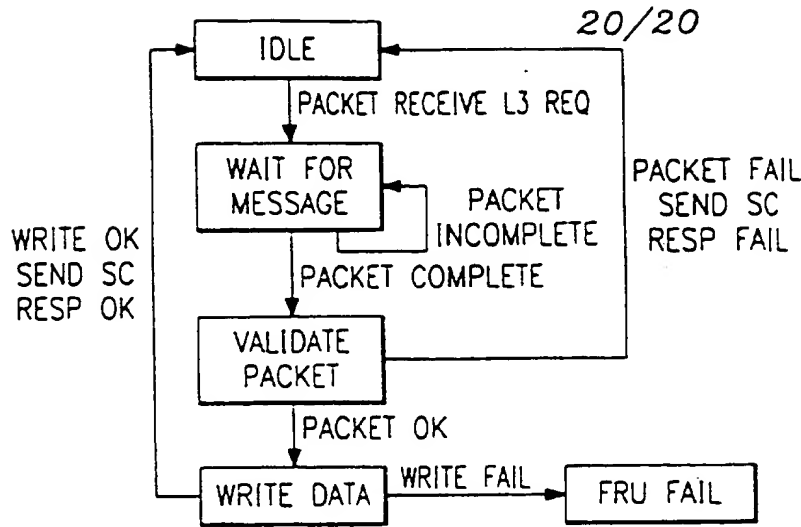 20/20
IDLE
PACKET RECEIVE L3 REQ
WAIT FOR
MESSAGE
PACKET
INCOMPLETE
PACKET FAIL
SEND SC
RESP FAIL
WRITE OK
SEND SC
RESP OK
PACKET COMPLETE
VALIDATE
PACKET
PACKET OK
WRITE DATA
WRITE FAIL
FRU FAIL